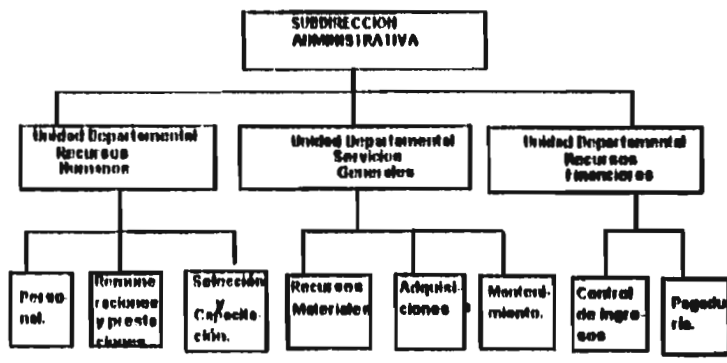 SUBDIRECCION
ADMINISTRATIVA
Unidad Departamental
Recursos
Humanos
Unidad Departamental
Servicios
Generales
Unidad Departamental
Recursos
Financieros
Perso-
nal.
Remune
raciones
y presta
ciones.
Selección
y
Capacita-
ción.
Recursos
Materiales
Adquisi-
ciones
Manteni-
miento.
Control
de ingre-
sos
Pagadu-
ría.